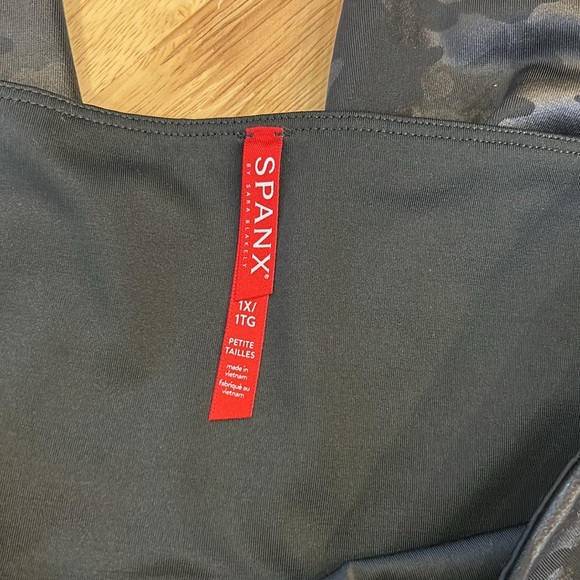 SPANX®
BY SARA BLAKELY
1X/
1TG
PETITE
TAILLES
made in
vietnam
fabriqué au
vietnam